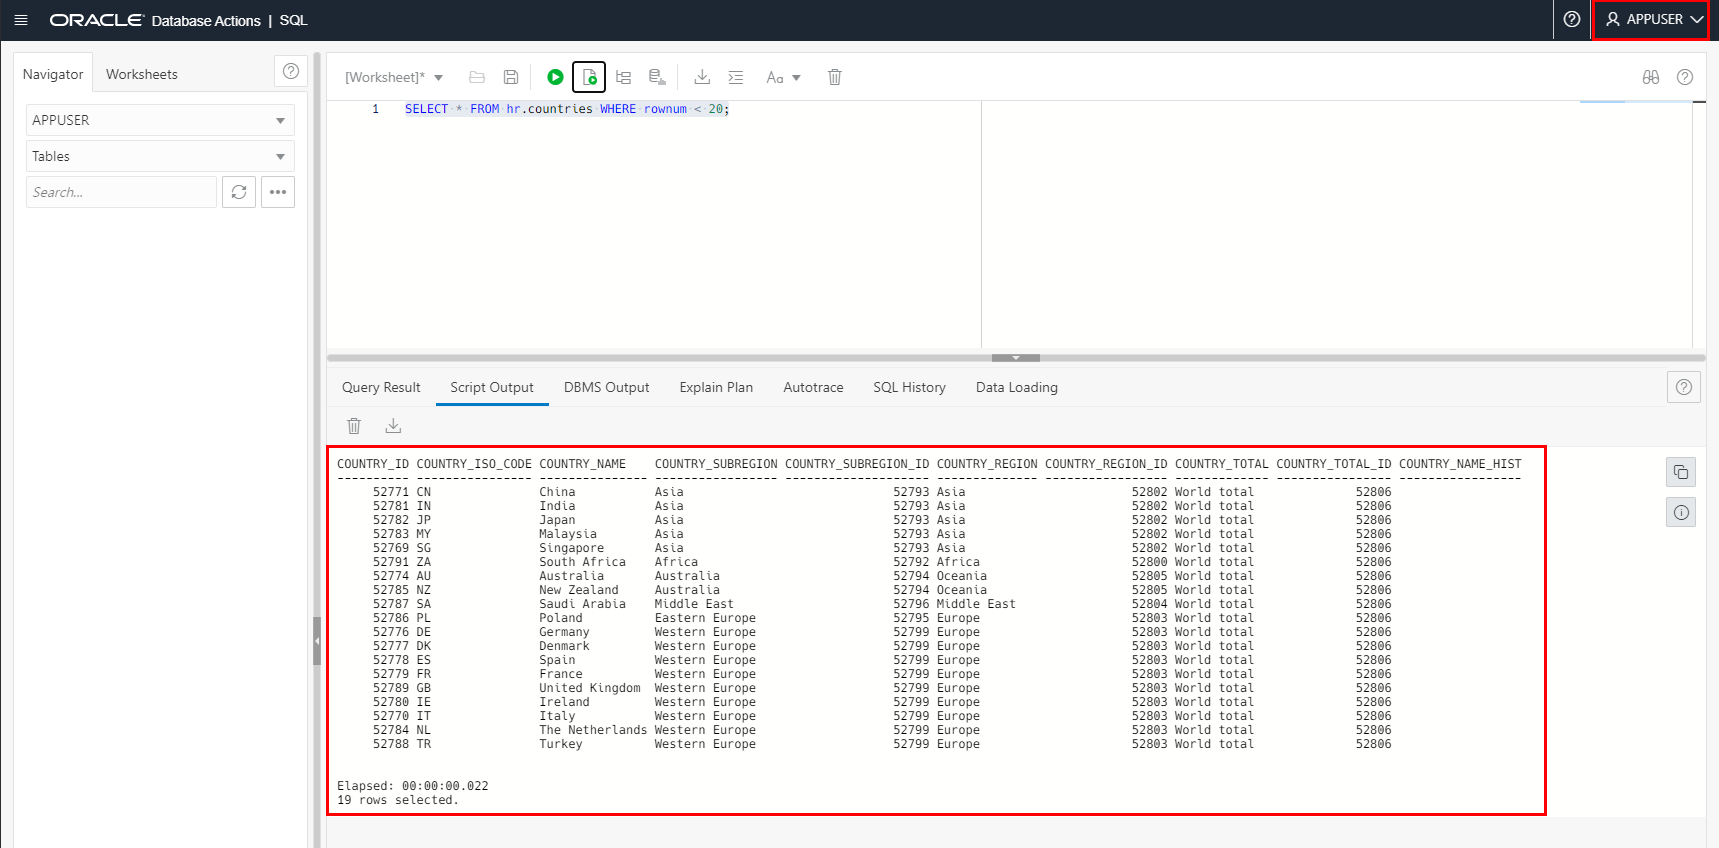 ORACLE Database Actions | SQL
APPUSER
Navigator
Worksheets
[Worksheet]*
Aa
APPUSER
Tables
Search...
1 SELECT * FROM hr.countries WHERE rownum < 20;
Query Result Script Output DBMS Output Explain Plan Autotrace SQL History Data Loading
COUNTRY_ID COUNTRY_ISO_CODE COUNTRY_NAME COUNTRY_SUBREGION COUNTRY_SUBREGION_ID COUNTRY_REGION COUNTRY_REGION_ID COUNTRY_TOTAL COUNTRY_TOTAL_ID COUNTRY_NAME_HIST
---------- ---------------- --------------- ----------------- -------------------- -------------- ----------------- ------------- ---------------- -----------------
52771 CN China Asia 52793 Asia 52802 World total 52806
52781 IN India Asia 52793 Asia 52802 World total 52806
52782 JP Japan Asia 52793 Asia 52802 World total 52806
52783 MY Malaysia Asia 52793 Asia 52802 World total 52806
52769 SG Singapore Asia 52793 Asia 52802 World total 52806
52791 ZA South Africa Africa 52792 Africa 52800 World total 52806
52774 AU Australia Australia 52794 Oceania 52805 World total 52806
52785 NZ New Zealand Australia 52794 Oceania 52805 World total 52806
52787 SA Saudi Arabia Middle East 52796 Middle East 52804 World total 52806
52786 PL Poland Eastern Europe 52795 Europe 52803 World total 52806
52776 DE Germany Western Europe 52799 Europe 52803 World total 52806
52777 DK Denmark Western Europe 52799 Europe 52803 World total 52806
52778 ES Spain Western Europe 52799 Europe 52803 World total 52806
52779 FR France Western Europe 52799 Europe 52803 World total 52806
52789 GB United Kingdom Western Europe 52799 Europe 52803 World total 52806
52780 IE Ireland Western Europe 52799 Europe 52803 World total 52806
52770 IT Italy Western Europe 52799 Europe 52803 World total 52806
52784 NL The Netherlands Western Europe 52799 Europe 52803 World total 52806
52788 TR Turkey Western Europe 52799 Europe 52803 World total 52806
Elapsed: 00:00:00.022
19 rows selected.